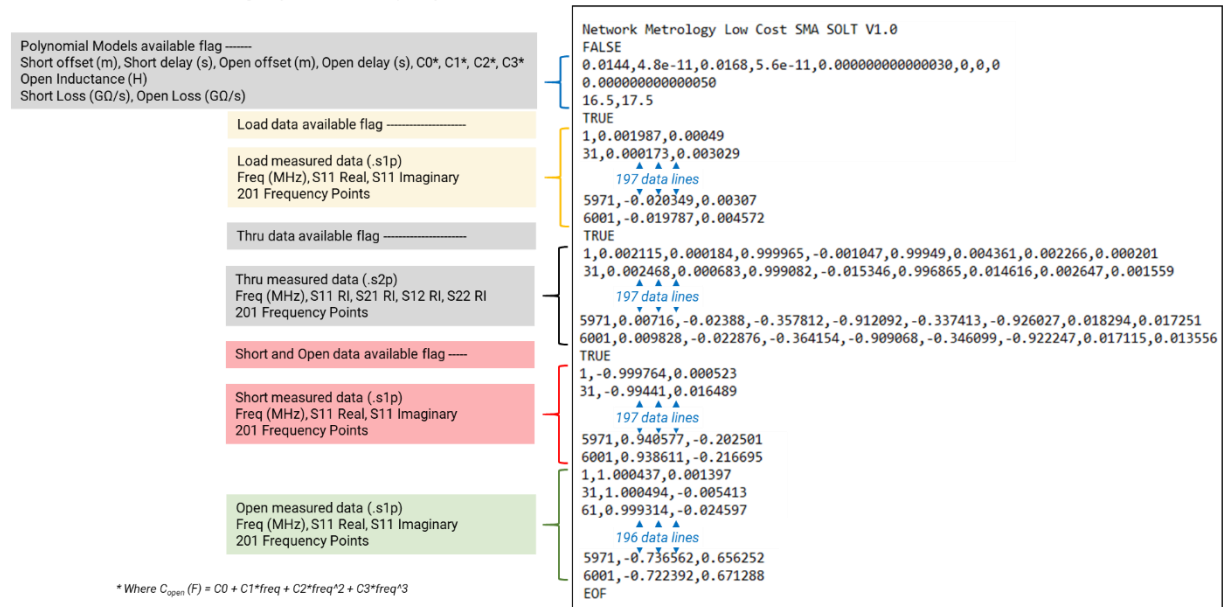 Polynomial Models available flag -------
Short offset (m), Short delay (s), Open offset (m), Open delay (s), C0*, C1*, C2*, C3*
Open Inductance (H)
Short Loss (GΩ/s), Open Loss (GΩ/s)
Load data available flag ---------------------
Load measured data (.s1p)
Freq (MHz), S11 Real, S11 Imaginary
201 Frequency Points
Thru data available flag ----------------------
Thru measured data (.s2p)
Freq (MHz), S11 RI, S21 RI, S12 RI, S22 RI
201 Frequency Points
Short and Open data available flag -----
Short measured data (.s1p)
Freq (MHz), S11 Real, S11 Imaginary
201 Frequency Points
Open measured data (.s1p)
Freq (MHz), S11 Real, S11 Imaginary
201 Frequency Points
* Where Copen (F) = C0 + C1*freq + C2*freq^2 + C3*freq^3
Network Metrology Low Cost SMA SOLT V1.0
FALSE
0.0144,4.8e-11,0.0168,5.6e-11,0.000000000000030,0,0,0
0.000000000000050
16.5,17.5
TRUE
1,0.001987,0.00049
31,0.000173,0.003029
197 data lines
5971,-0.020349,0.00307
6001,-0.019787,0.004572
TRUE
1,0.002115,0.000184,0.999965,-0.001047,0.99949,0.004361,0.002266,0.000201
31,0.002468,0.000683,0.999082,-0.015346,0.996865,0.014616,0.002647,0.001559
197 data lines
5971,0.00716,-0.02388,-0.357812,-0.912092,-0.337413,-0.926027,0.018294,0.017251
6001,0.009828,-0.022876,-0.364154,-0.909068,-0.346099,-0.922247,0.017115,0.013556
TRUE
1,-0.999764,0.000523
31,-0.99441,0.016489
197 data lines
5971,0.940577,-0.202501
6001,0.938611,-0.216695
1,1.000437,0.001397
31,1.000494,-0.005413
61,0.999314,-0.024597
196 data lines
5971,-0.736562,0.656252
6001,-0.722392,0.671288
EOF